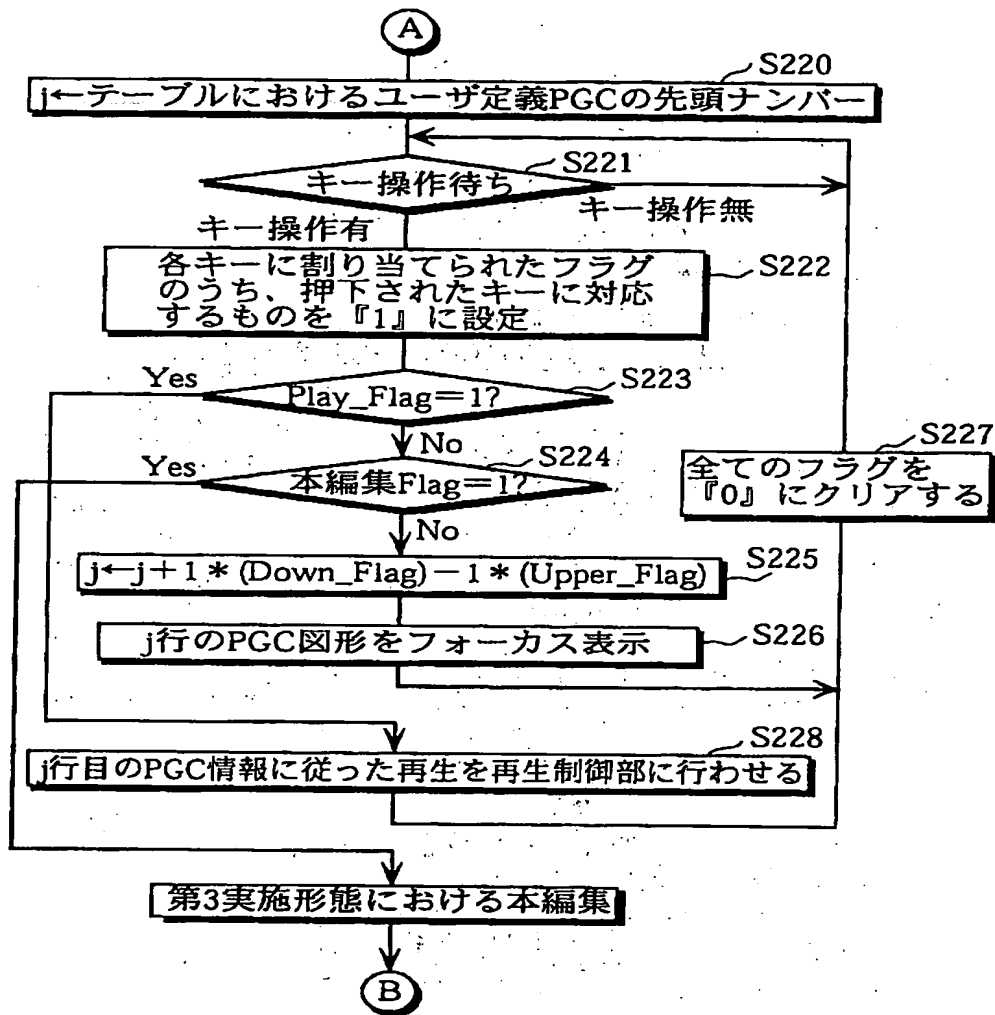 A
S220
j←テーブルにおけるユーザ定義PGCの先頭ナンバー
S221
キー操作待ち
キー操作無
キー操作有
S222
各キーに割り当てられたフラグ
のうち、押下されたキーに対応
するものを『1』に設定
S223
Yes
Play_Flag=1?
No
S227
全てのフラグを
『0』にクリアする
S224
Yes
本編集Flag=1?
No
S225
j←j+1*(Down_Flag)-1*(Upper_Flag)
S226
j行のPGC図形をフォーカス表示
S228
j行目のPGC情報に従った再生を再生制御部に行わせる
第3実施形態における本編集
B